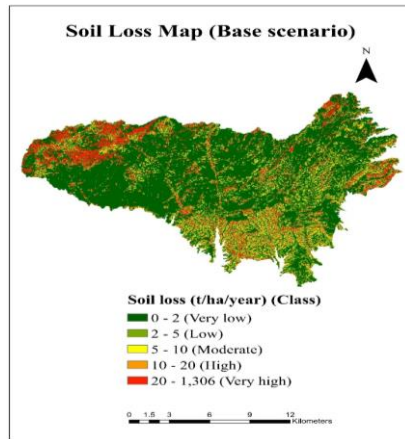 Soil Loss Map (Base scenario)
N
Soil loss (t/ha/year) (Class)
0 - 2 (Very low)
2 - 5 (Low)
5 - 10 (Moderate)
10 - 20 (High)
20 - 1,306 (Very high)
0 1.5 3 6 9 12
Kilometers